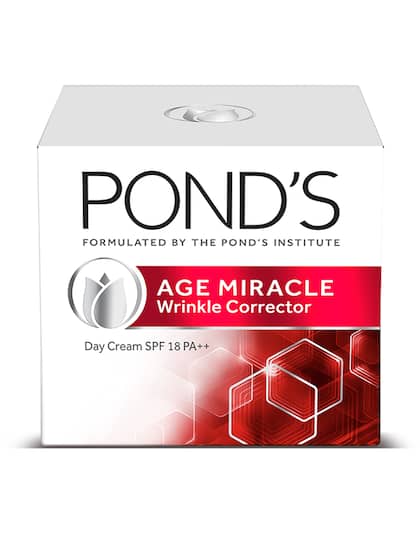 POND'S
FORMULATED BY THE POND'S INSTITUTE
AGE MIRACLE
Wrinkle Corrector
Day Cream SPF 18 PA++